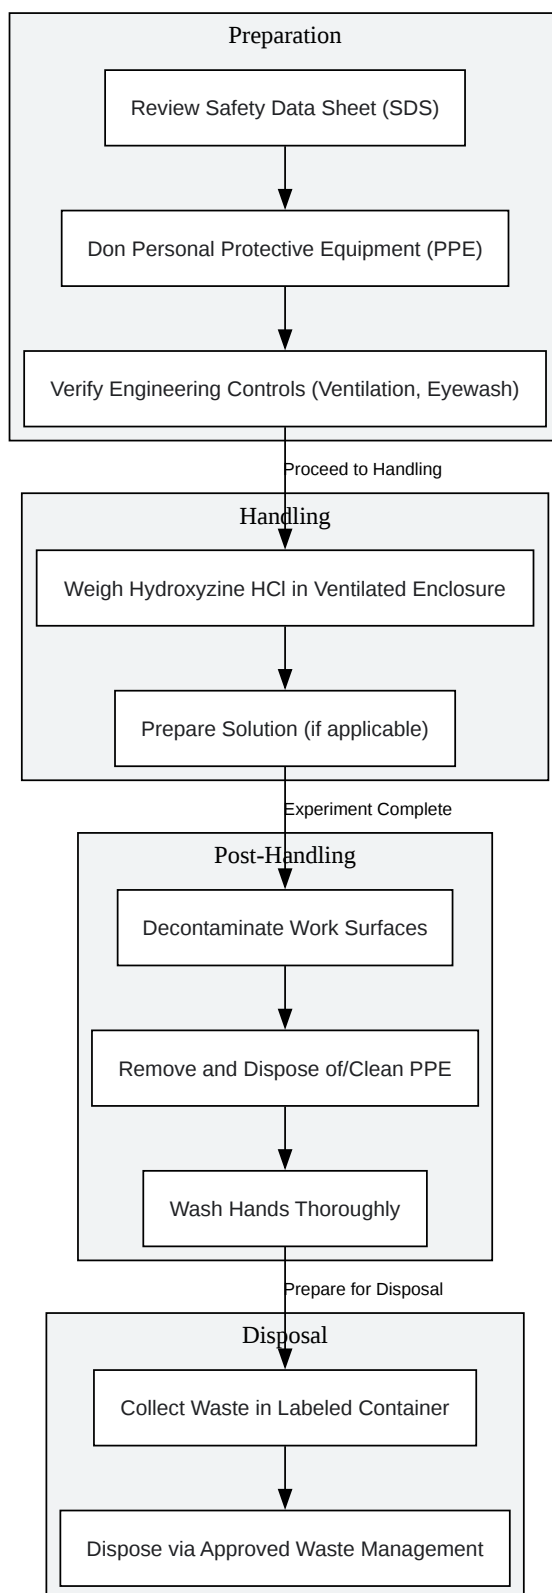 Preparation
Review Safety Data Sheet (SDS)
Don Personal Protective Equipment (PPE)
Verify Engineering Controls (Ventilation, Eyewash)
Proceed to Handling
Handling
Weigh Hydroxyzine HCl in Ventilated Enclosure
Prepare Solution (if applicable)
Experiment Complete
Post-Handling
Decontaminate Work Surfaces
Remove and Dispose of/Clean PPE
Wash Hands Thoroughly
Prepare for Disposal
Disposal
Collect Waste in Labeled Container
Dispose via Approved Waste Management